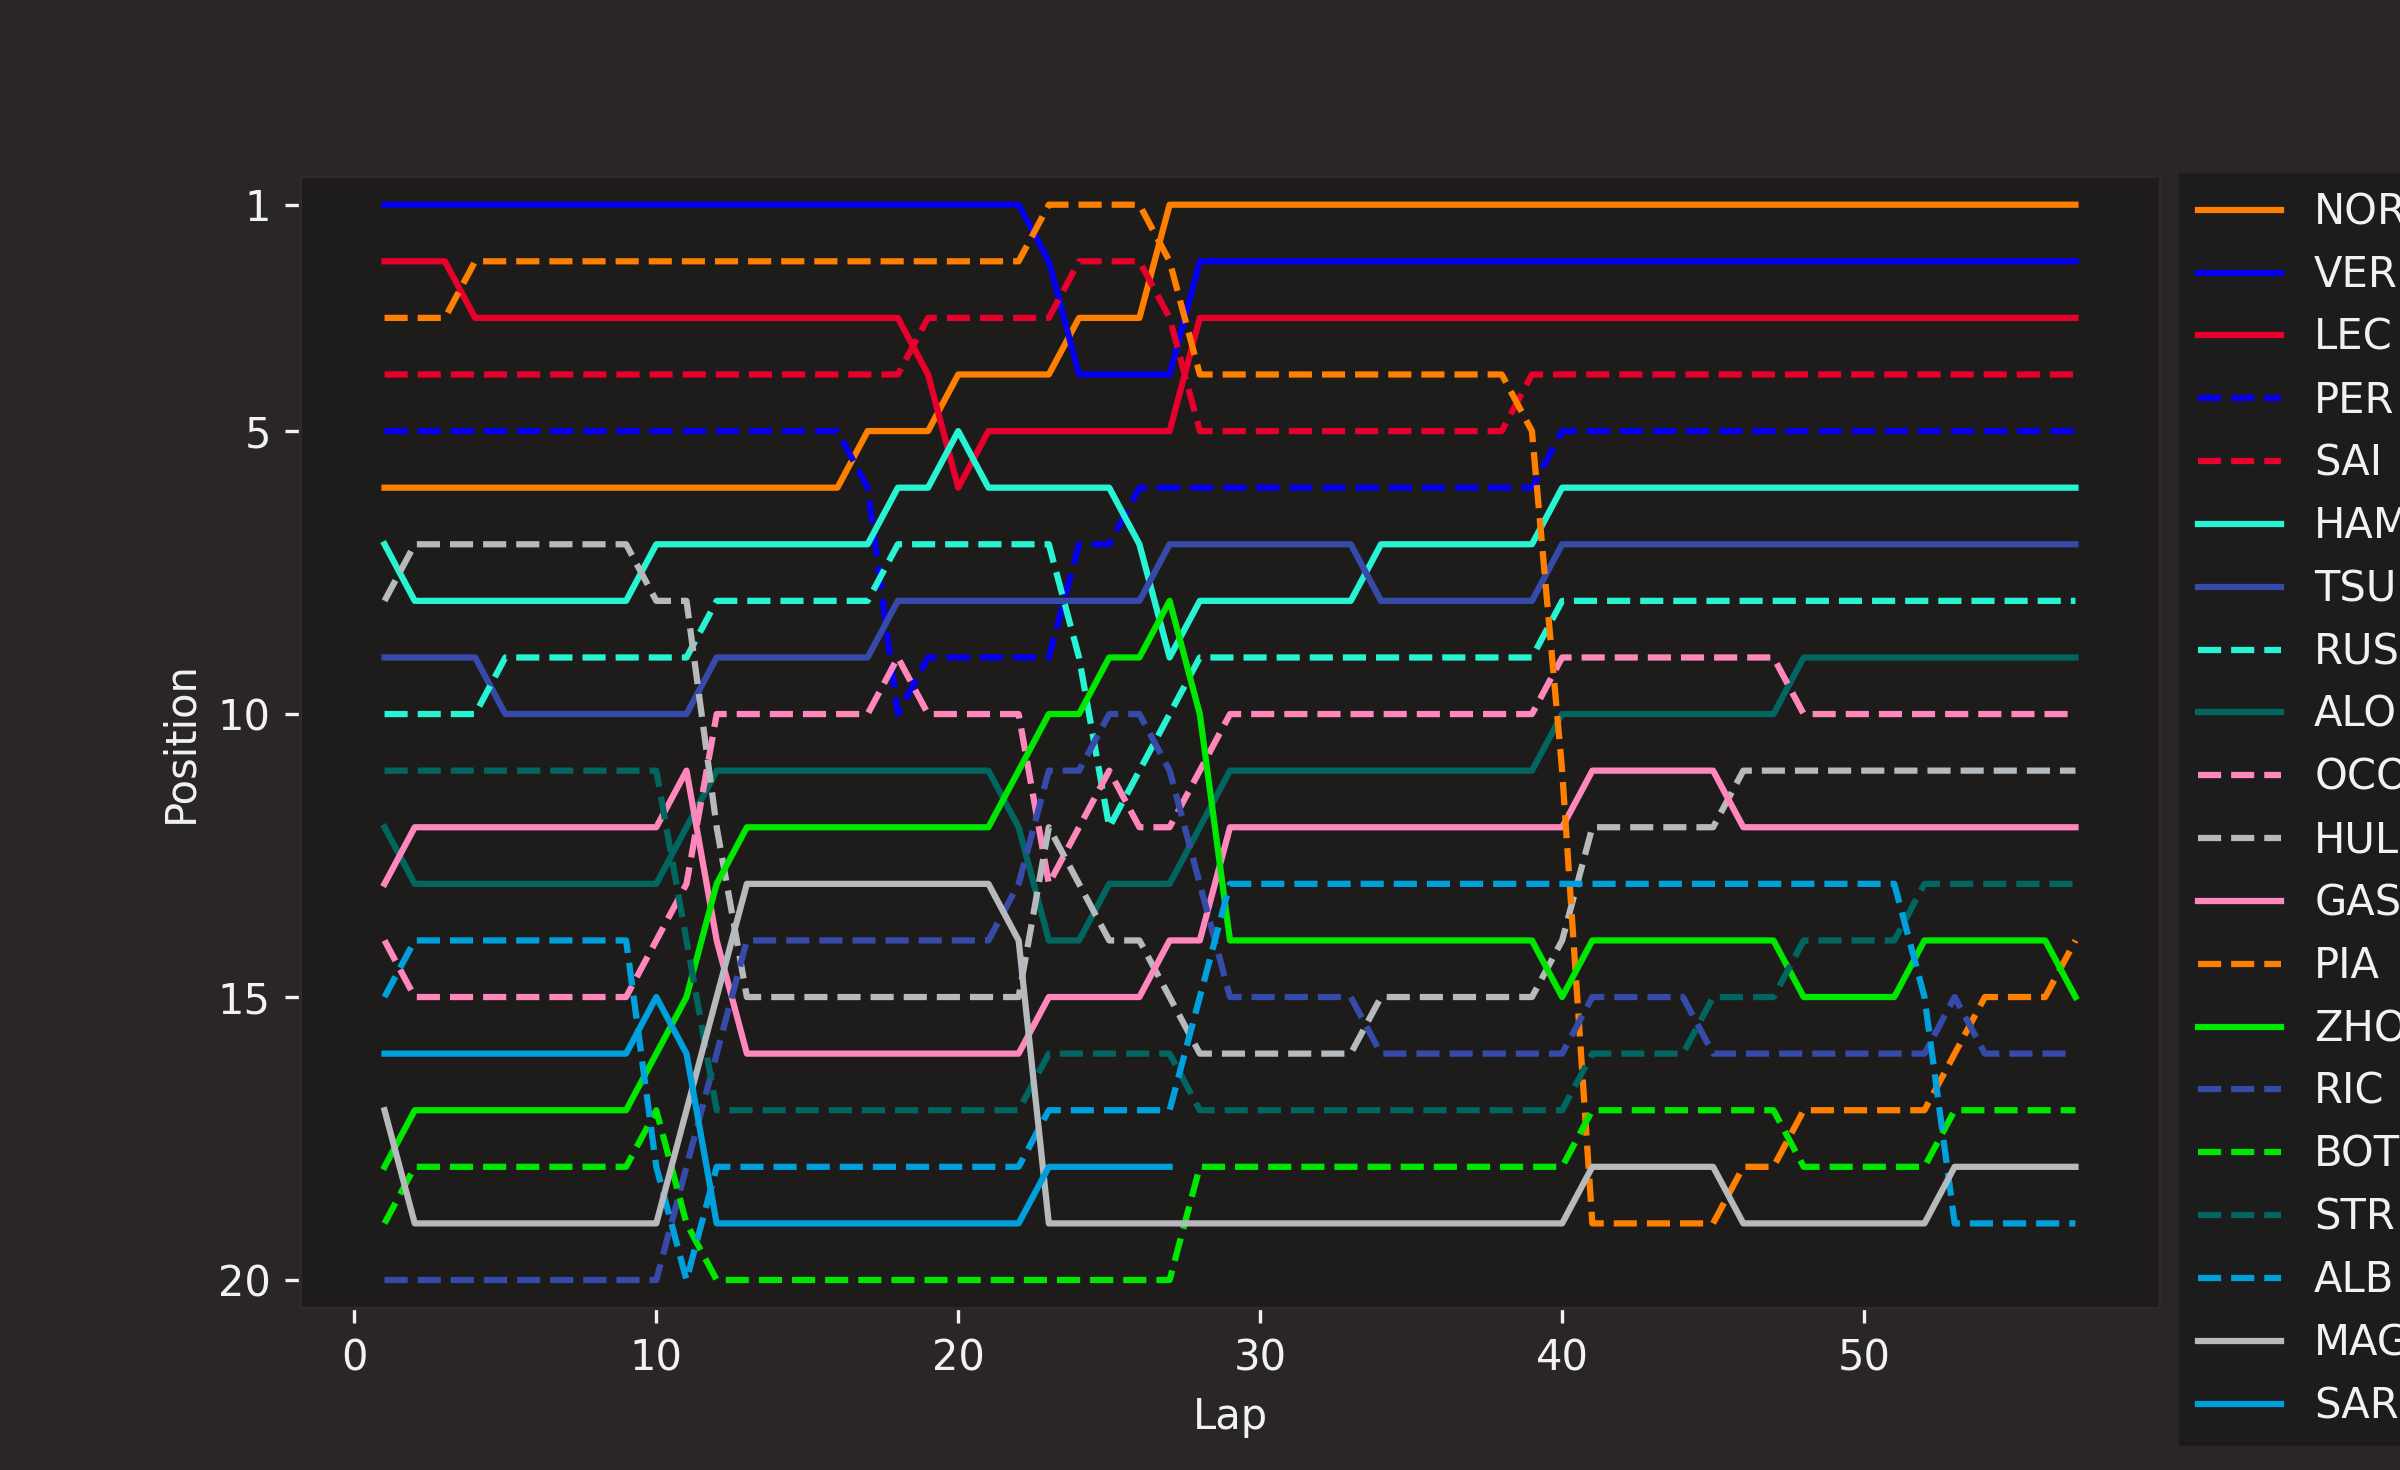 1
5
10
15
20
Position
0 10 20 30 40 50
Lap
NOR
VER
LEC
PER
SAI
HAM
TSU
RUS
ALO
OCO
HUL
GAS
PIA
ZHO
RIC
BOT
STR
ALB
MAG
SAR